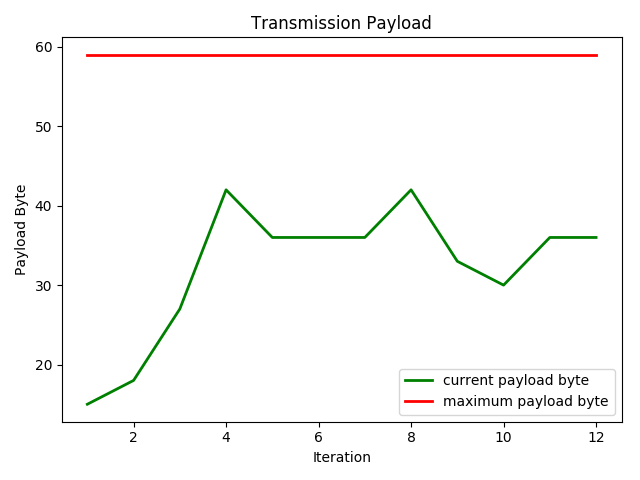 Transmission Payload
60
50
40
30
20
Payload Byte
current payload byte
maximum payload byte
2 4 6 8 10 12
Iteration